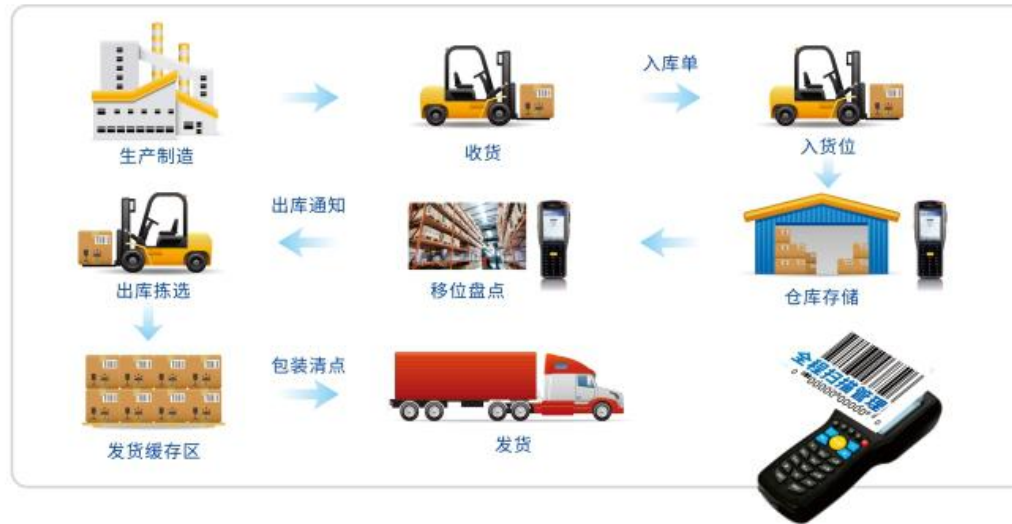 入库单
生产制造
收货
入货位
出库通知
出库拣选
移位盘点
仓库存储
包装清点
发货缓存区
发货
全程扫描管理